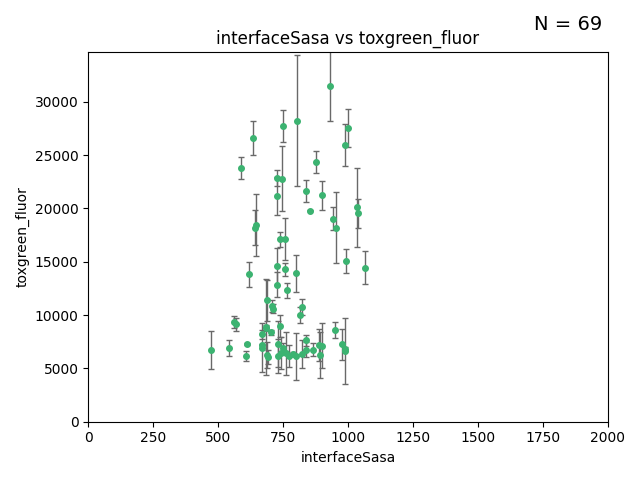 N = 69
interfaceSasa vs toxgreen_fluor
toxgreen_fluor
30000
25000
20000
15000
10000
5000
0
0 250 500 750 1000 1250 1500 1750 2000
interfaceSasa